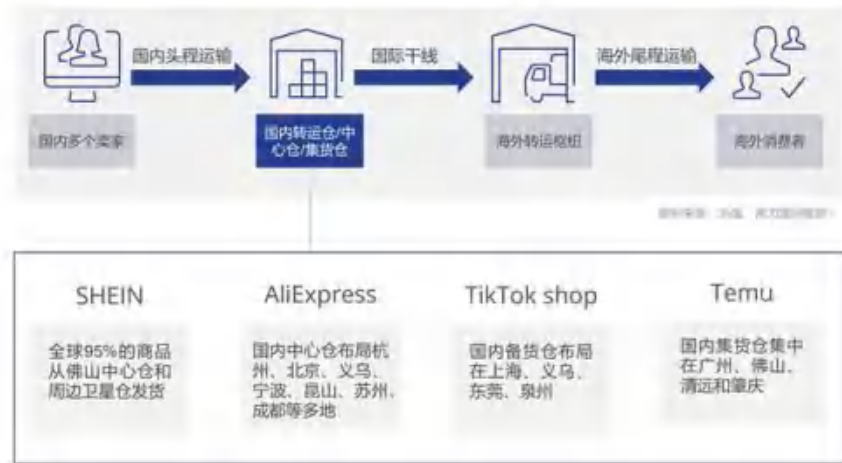 国内头程运输
国际干线
海外尾程运输
国内多个卖家
国内转运仓/中
心仓/集货仓
海外转运枢纽
海外消费者
SHEIN
全球95%的商品
从佛山中心仓和
周边卫星仓发货
AliExpress
国内中心仓布局杭
州、北京、义乌、
宁波、昆山、苏州、
成都等多地
TikTok shop
国内备货仓布局
在上海、义乌、
东莞、泉州
Temu
国内集货仓集中
在广州、佛山、
清远和肇庆